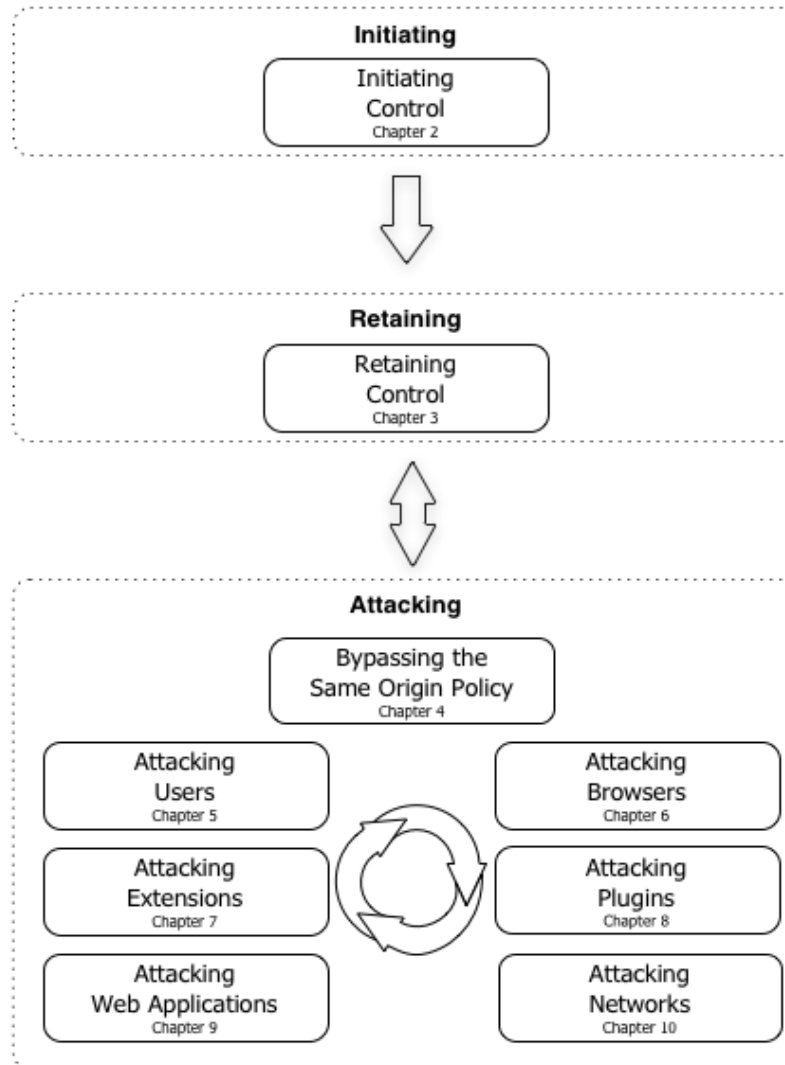 Initiating
Initiating
Control
Chapter 2
Retaining
Retaining
Control
Chapter 3
Attacking
Bypassing the
Same Origin Policy
Chapter 4
Attacking
Users
Chapter 5
Attacking
Browsers
Chapter 6
Attacking
Extensions
Chapter 7
Attacking
Plugins
Chapter 8
Attacking
Web Applications
Chapter 9
Attacking
Networks
Chapter 10